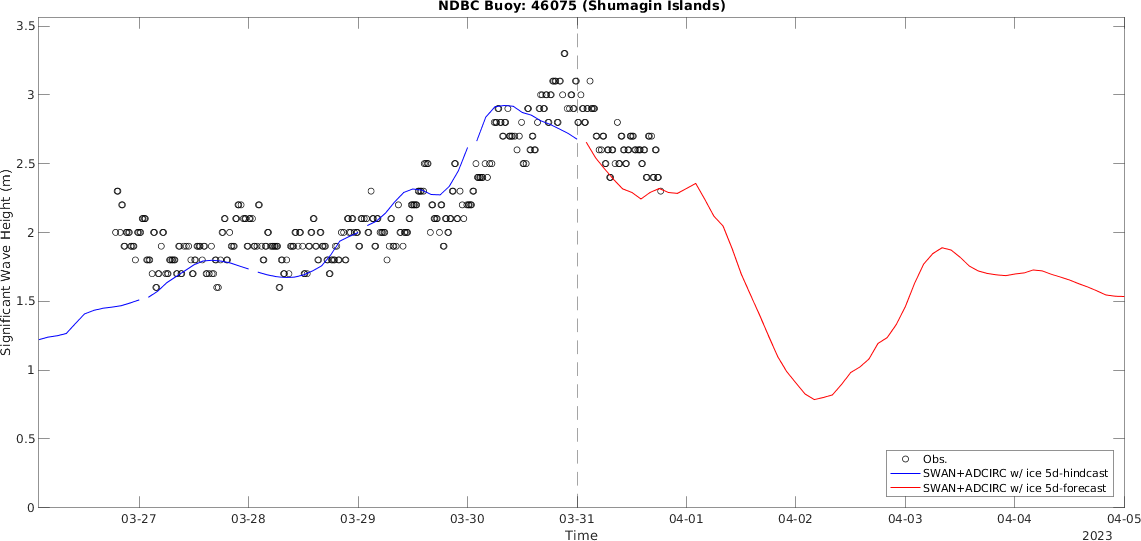 NDBC Buoy: 46075 (Shumagin Islands)
3.5
3
2.5
2
1.5
1
0.5
0
Significant Wave Height (m)
Obs.
SWAN+ADCIRC w/ ice 5d-hindcast
SWAN+ADCIRC w/ ice 5d-forecast
03-27 03-28 03-29 03-30 03-31 04-01 04-02 04-03 04-04 04-05
Time
2023